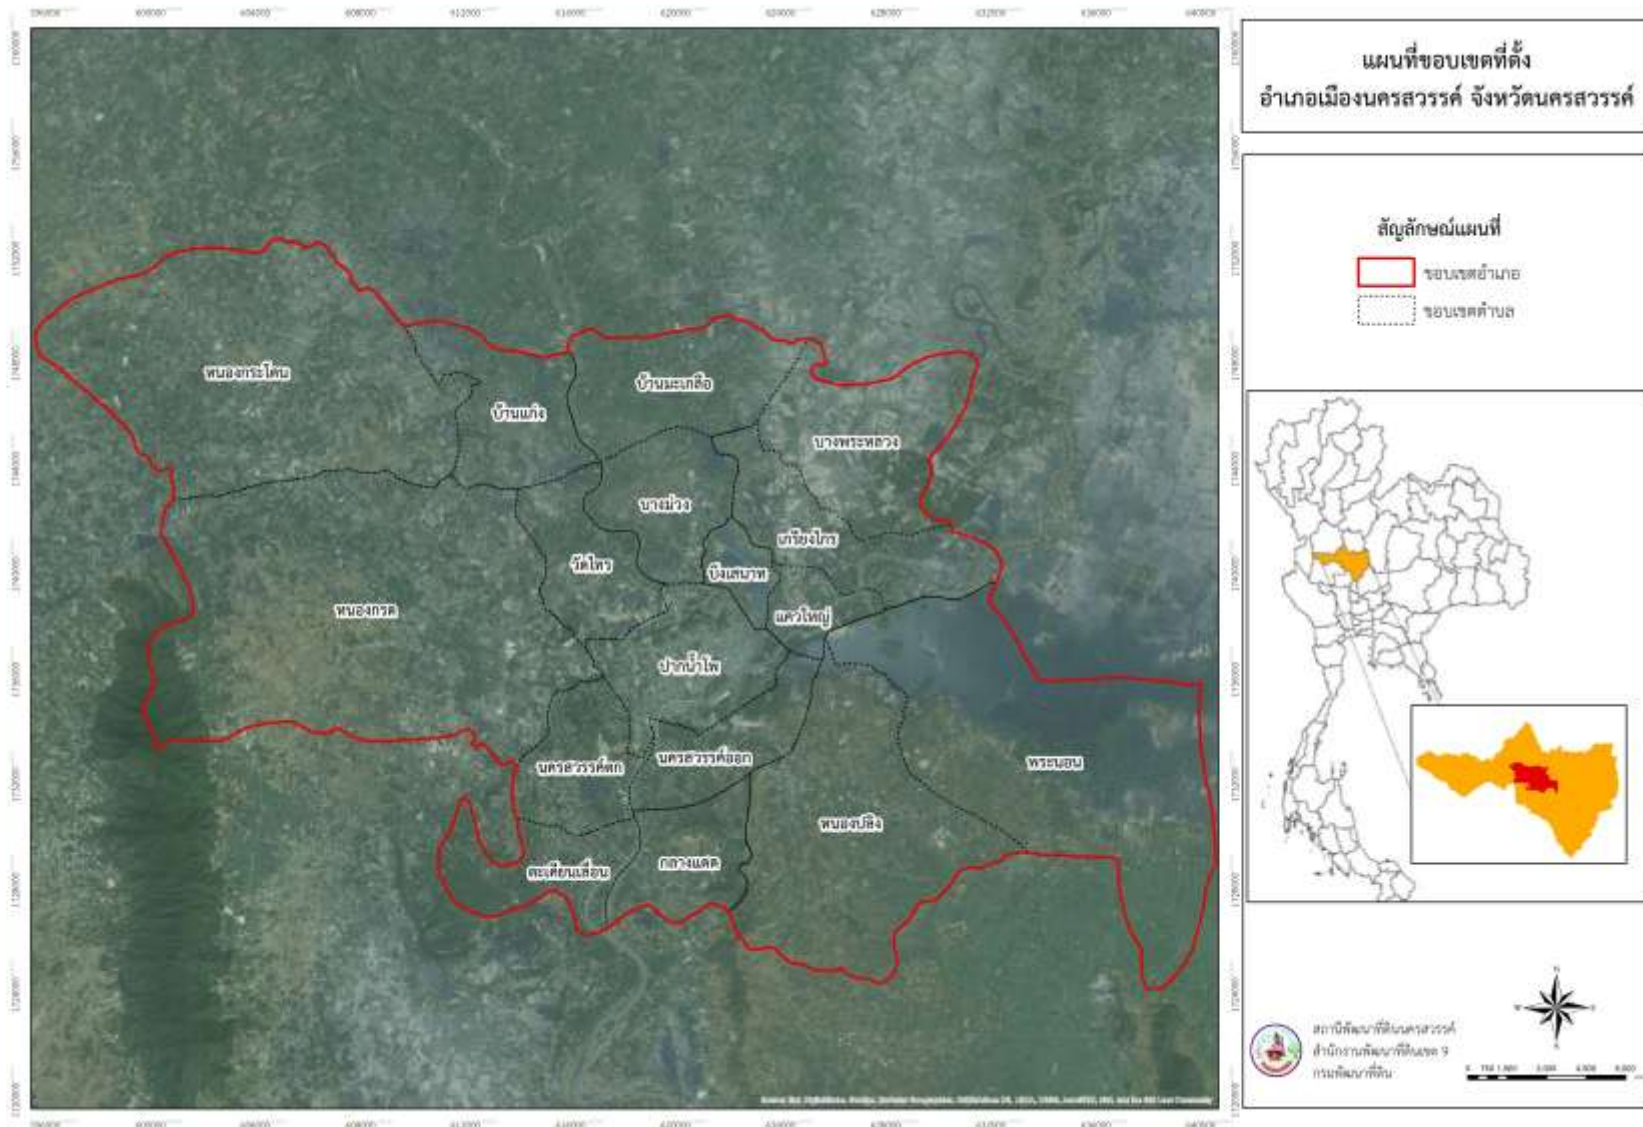 596000 600000 604000 608000 612000 616000 620000 624000 628000 632000 636000 640000
แผนที่ขอบเขตที่ตั้ง
อำเภอเมืองนครสวรรค์ จังหวัดนครสวรรค์
สัญลักษณ์แผนที่
ขอบเขตอำเภอ
ขอบเขตตำบล
หนองกระโดน
บ้านแก่ง
บ้านมะเกลือ
บางพระหลวง
บางม่วง
เกรียงไกร
วัดไทร
บึงเสนาท
หนองกรด
แควใหญ่
ปากน้ำโพ
นครสวรรค์ตก
นครสวรรค์ออก
พระนอน
หนองปลิง
ตะเคียนเลื่อน
กลางแดด
N
W
S
สถานีพัฒนาที่ดินนครสวรรค์
สำนักงานพัฒนาที่ดินเขต 9
กรมพัฒนาที่ดิน